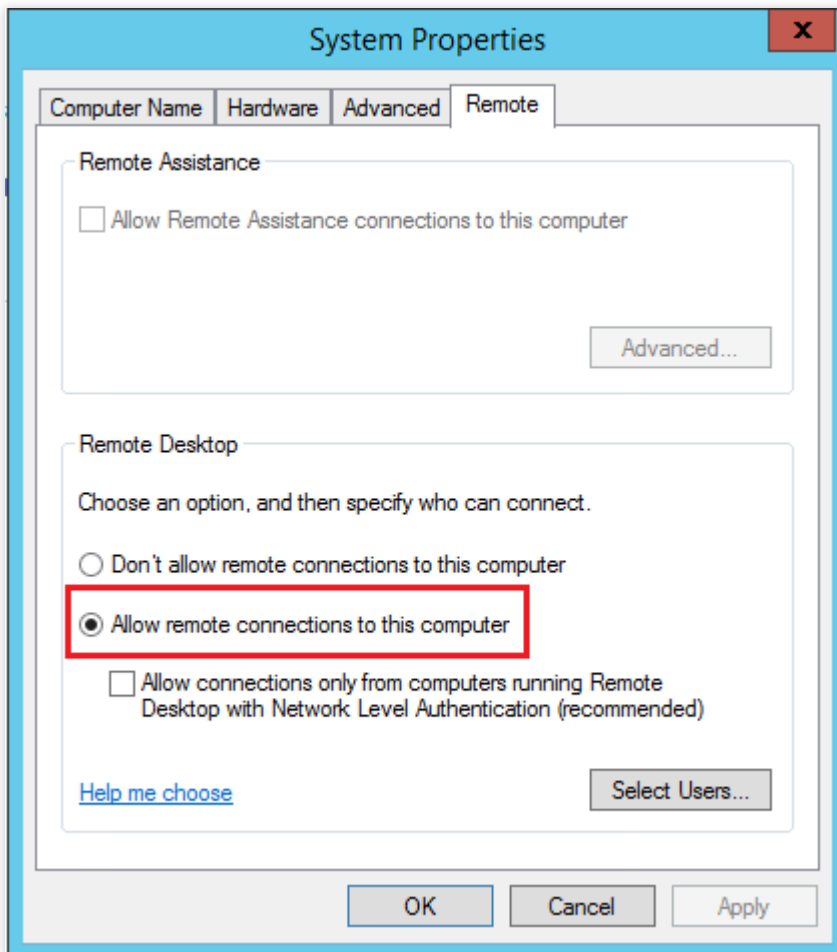 System Properties
x
Computer Name Hardware Advanced Remote
Remote Assistance
Allow Remote Assistance connections to this computer
Advanced...
Remote Desktop
Choose an option, and then specify who can connect.
Don't allow remote connections to this computer
Allow remote connections to this computer
Allow connections only from computers running Remote
Desktop with Network Level Authentication (recommended)
Help me choose Select Users...
OK Cancel Apply